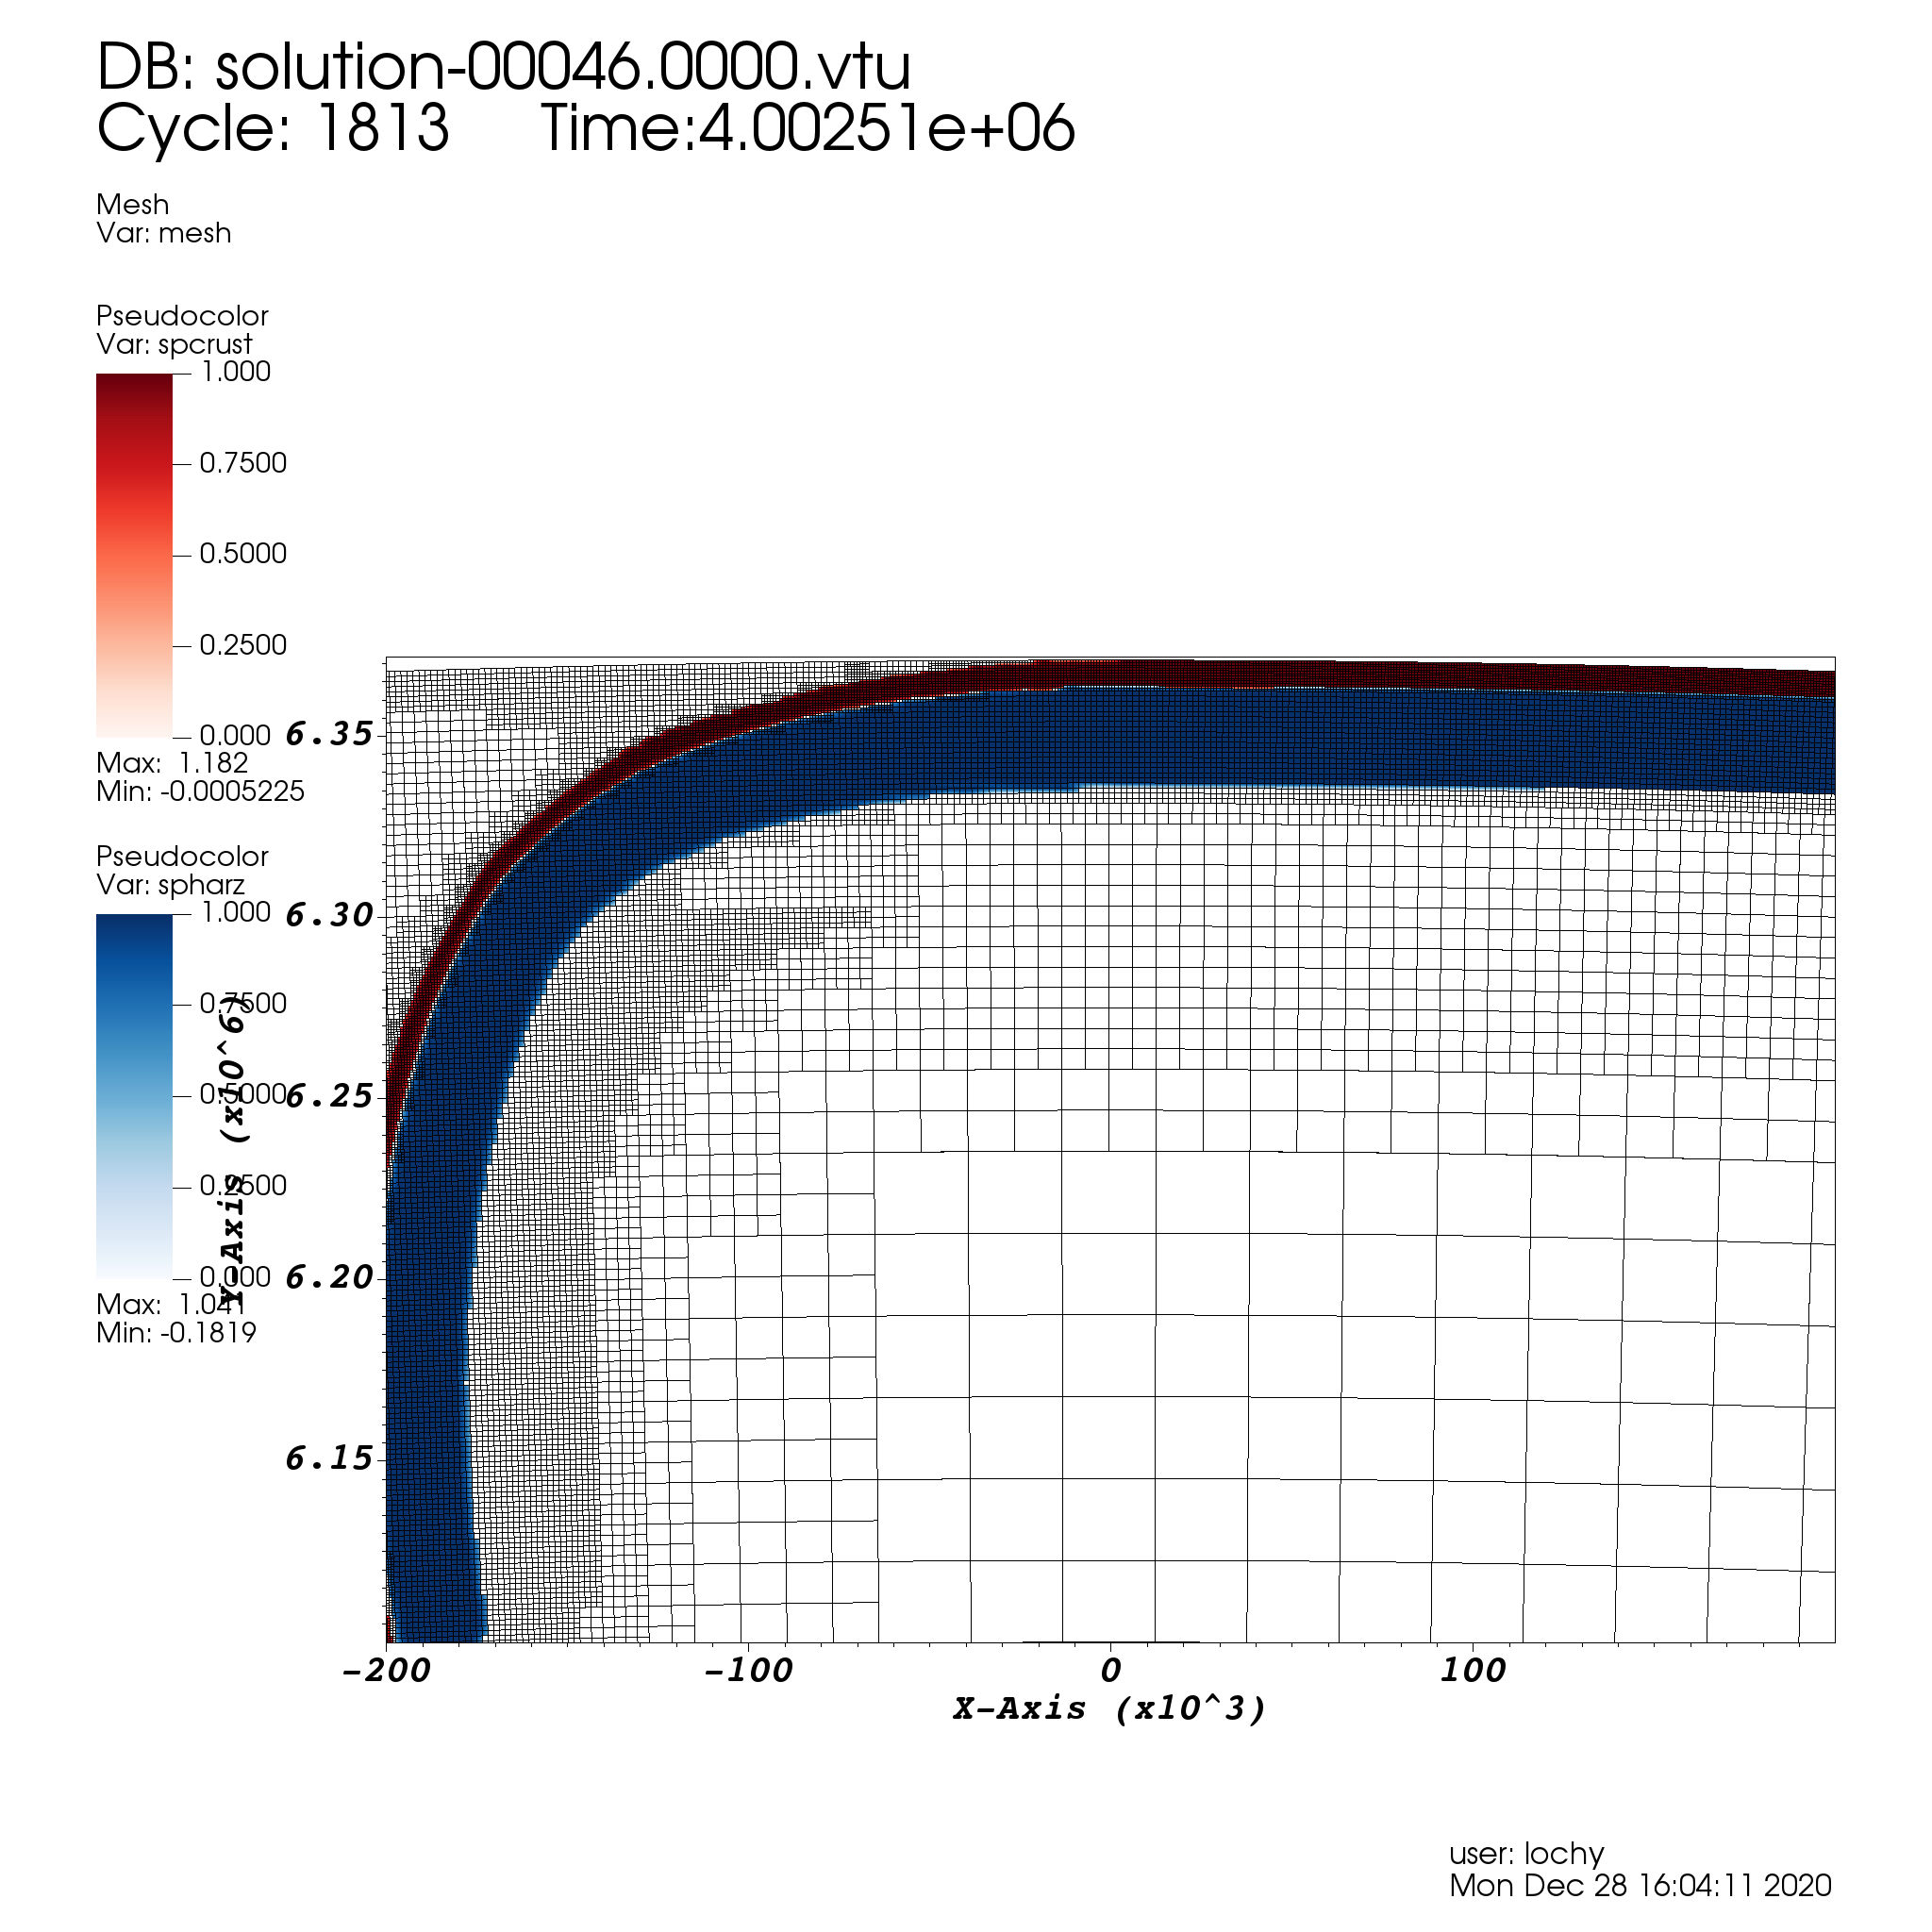 DB: solution-00046.0000.vtu
Cycle: 1813 Time:4.00251e+06
Mesh
Var: mesh
Pseudocolor
Var: spcrust
1.000
0.7500
0.5000
0.2500
0.000
Max: 1.182
Min: -0.0005225
Pseudocolor
Var: spharz
1.000
0.7500
0.5000
0.2500
0.000
Max: 1.041
Min: -0.1819
Y-Axis (x10^6)
6.35
6.30
6.25
6.20
6.15
-200
-100
0
100
X-Axis (x10^3)
user: lochy
Mon Dec 28 16:04:11 2020